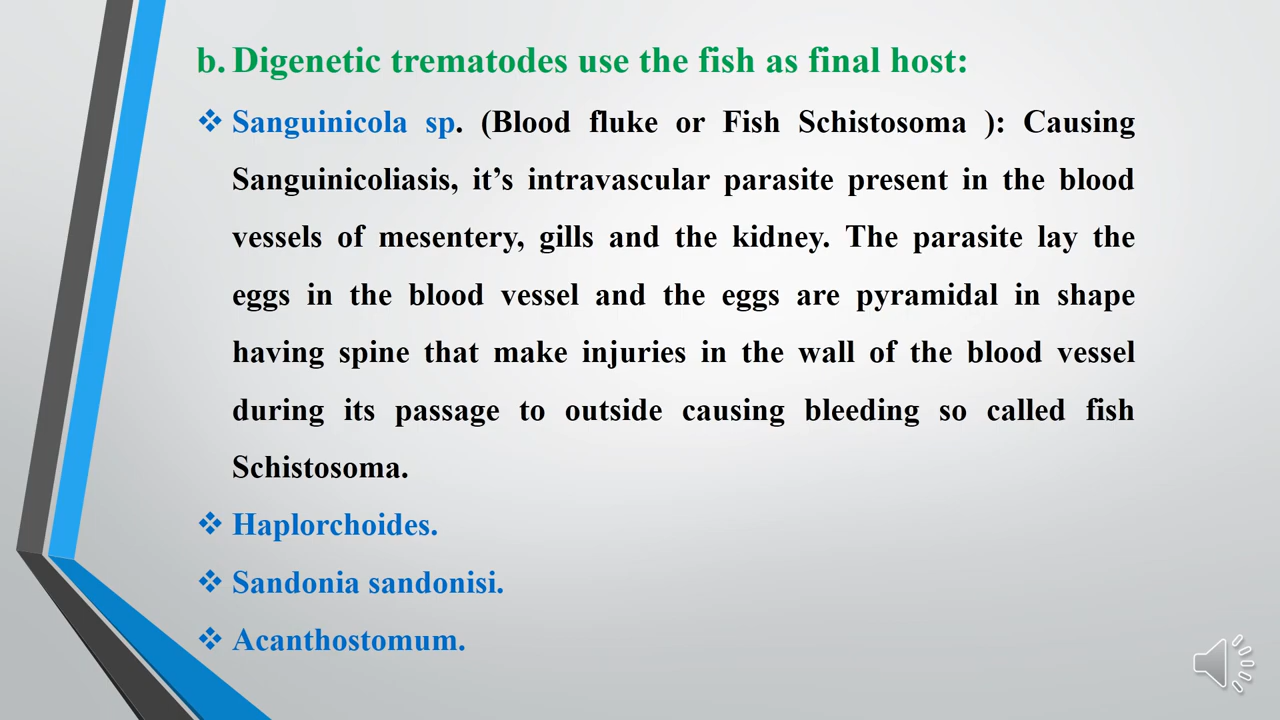 b. Digenetic trematodes use the fish as final host:
❖ Sanguinicola sp. (Blood fluke or Fish Schistosoma ): Causing
Sanguinicoliasis, it’s intravascular parasite present in the blood
vessels of mesentery, gills and the kidney. The parasite lay the
eggs in the blood vessel and the eggs are pyramidal in shape
having spine that make injuries in the wall of the blood vessel
during its passage to outside causing bleeding so called fish
Schistosoma.
❖ Haplorchoides.
❖ Sandonia sandonisi.
❖ Acanthostomum.